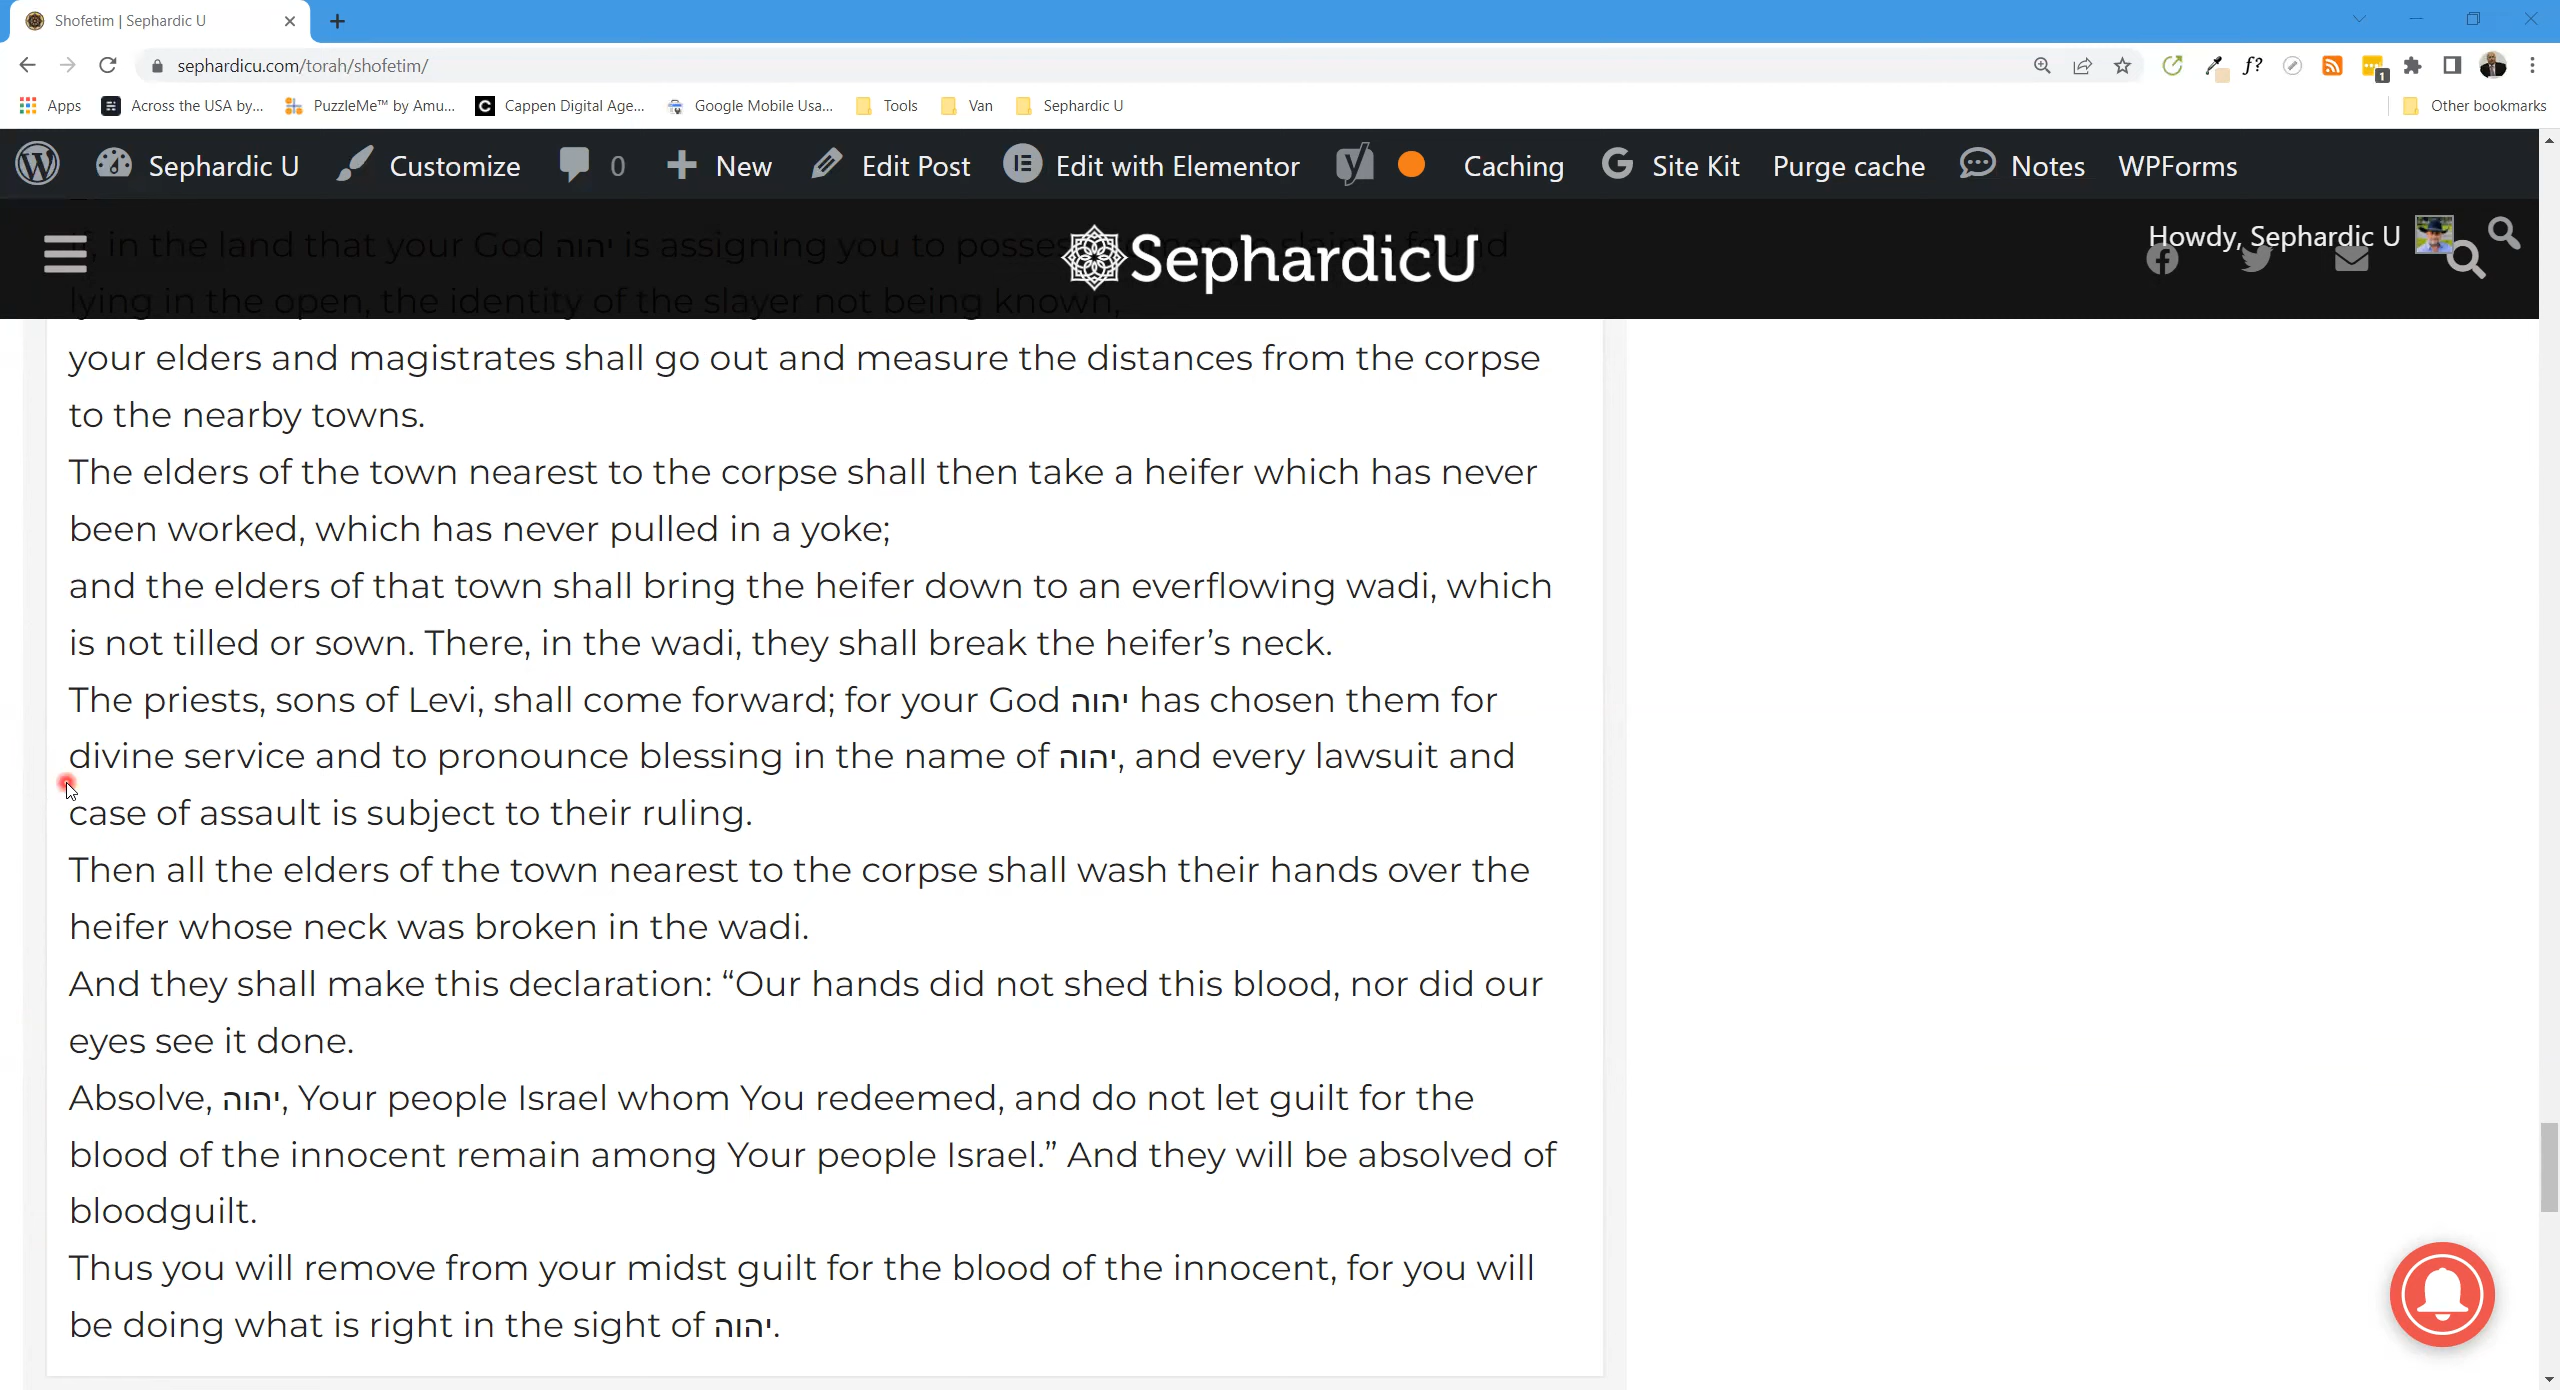 Shofetim | Sephardic U
sephardicu.com/torah/shofetim/
f?
1
Apps Across the USA by... PuzzleMe™ by Amu... Cappen Digital Age... Google Mobile Usa... Tools Van Sephardic U Other bookmarks
Sephardic U Customize 0 New Edit Post Edit with Elementor Caching Site Kit Purge cache Notes WPForms
Howdy, Sephardic U
SephardicU
in the land that your God יהוה is assigning you to
lying in the open, the identity of the slayer not being known,
your elders and magistrates shall go out and measure the distances from the corpse
to the nearby towns.
The elders of the town nearest to the corpse shall then take a heifer which has never
been worked, which has never pulled in a yoke;
and the elders of that town shall bring the heifer down to an everflowing wadi, which
is not tilled or sown. There, in the wadi, they shall break the heifer’s neck.
The priests, sons of Levi, shall come forward; for your God יהוה has chosen them for
divine service and to pronounce blessing in the name of יהוה, and every lawsuit and
case of assault is subject to their ruling.
Then all the elders of the town nearest to the corpse shall wash their hands over the
heifer whose neck was broken in the wadi.
And they shall make this declaration: “Our hands did not shed this blood, nor did our
eyes see it done.
Absolve, יהוה, Your people Israel whom You redeemed, and do not let guilt for the
blood of the innocent remain among Your people Israel.” And they will be absolved of
bloodguilt.
Thus you will remove from your midst guilt for the blood of the innocent, for you will
be doing what is right in the sight of יהוה.